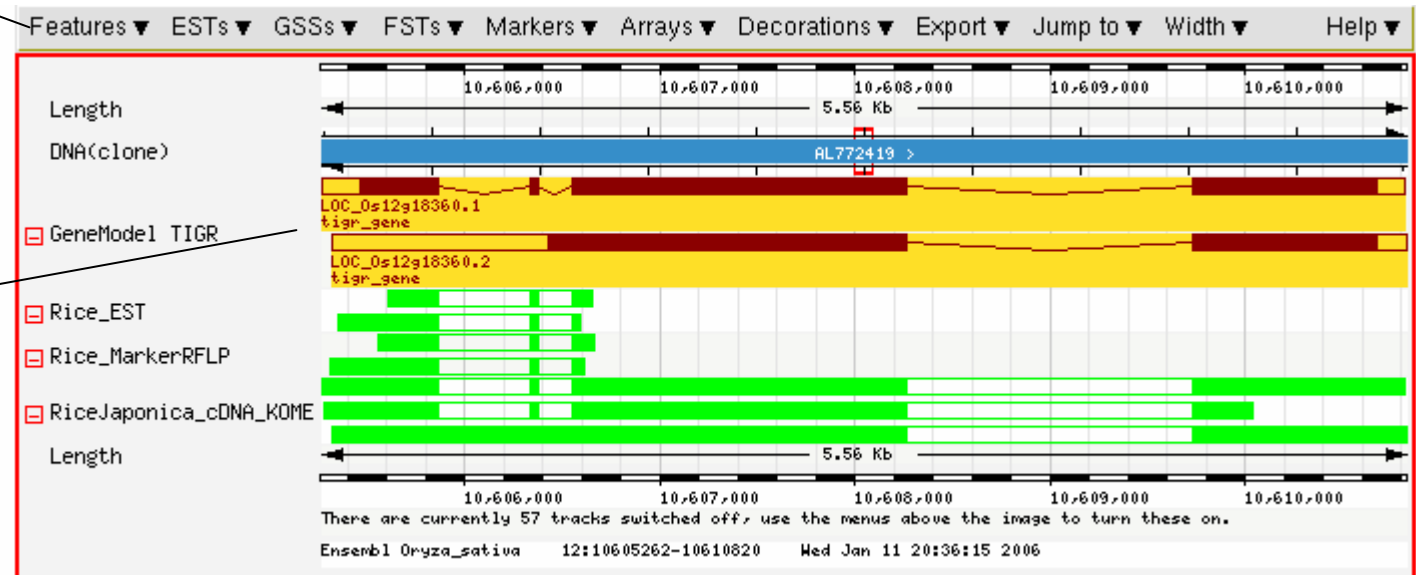 Features ▼ ESTs ▼ GSSs ▼ FSTs ▼ Markers ▼ Arrays ▼ Decorations ▼ Export ▼ Jump to ▼ Width ▼ Help ▼
10,606,000 10,607,000 10,608,000 10,609,000 10,610,000
Length 5.56 Kb
DNA(clone) AL772419 >
LOC_Os12g18360.1
tigr_gene
GeneModel TIGR
LOC_Os12g18360.2
tigr_gene
Rice_EST
Rice_MarkerRFLP
RiceJaponica_cDNA_KOME
Length 5.56 Kb
10,606,000 10,607,000 10,608,000 10,609,000 10,610,000
There are currently 57 tracks switched off, use the menus above the image to turn these on.
Ensembl Oryza_sativa 12:10605262-10610820 Wed Jan 11 20:36:15 2006